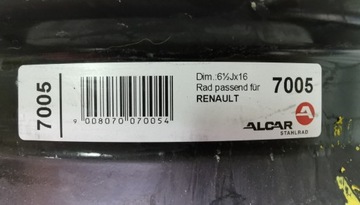 7005
9 008070 070054
Dim.:6½Jx16
Rad passend für
RENAULT
7005
ALCAR
STAHLRAD